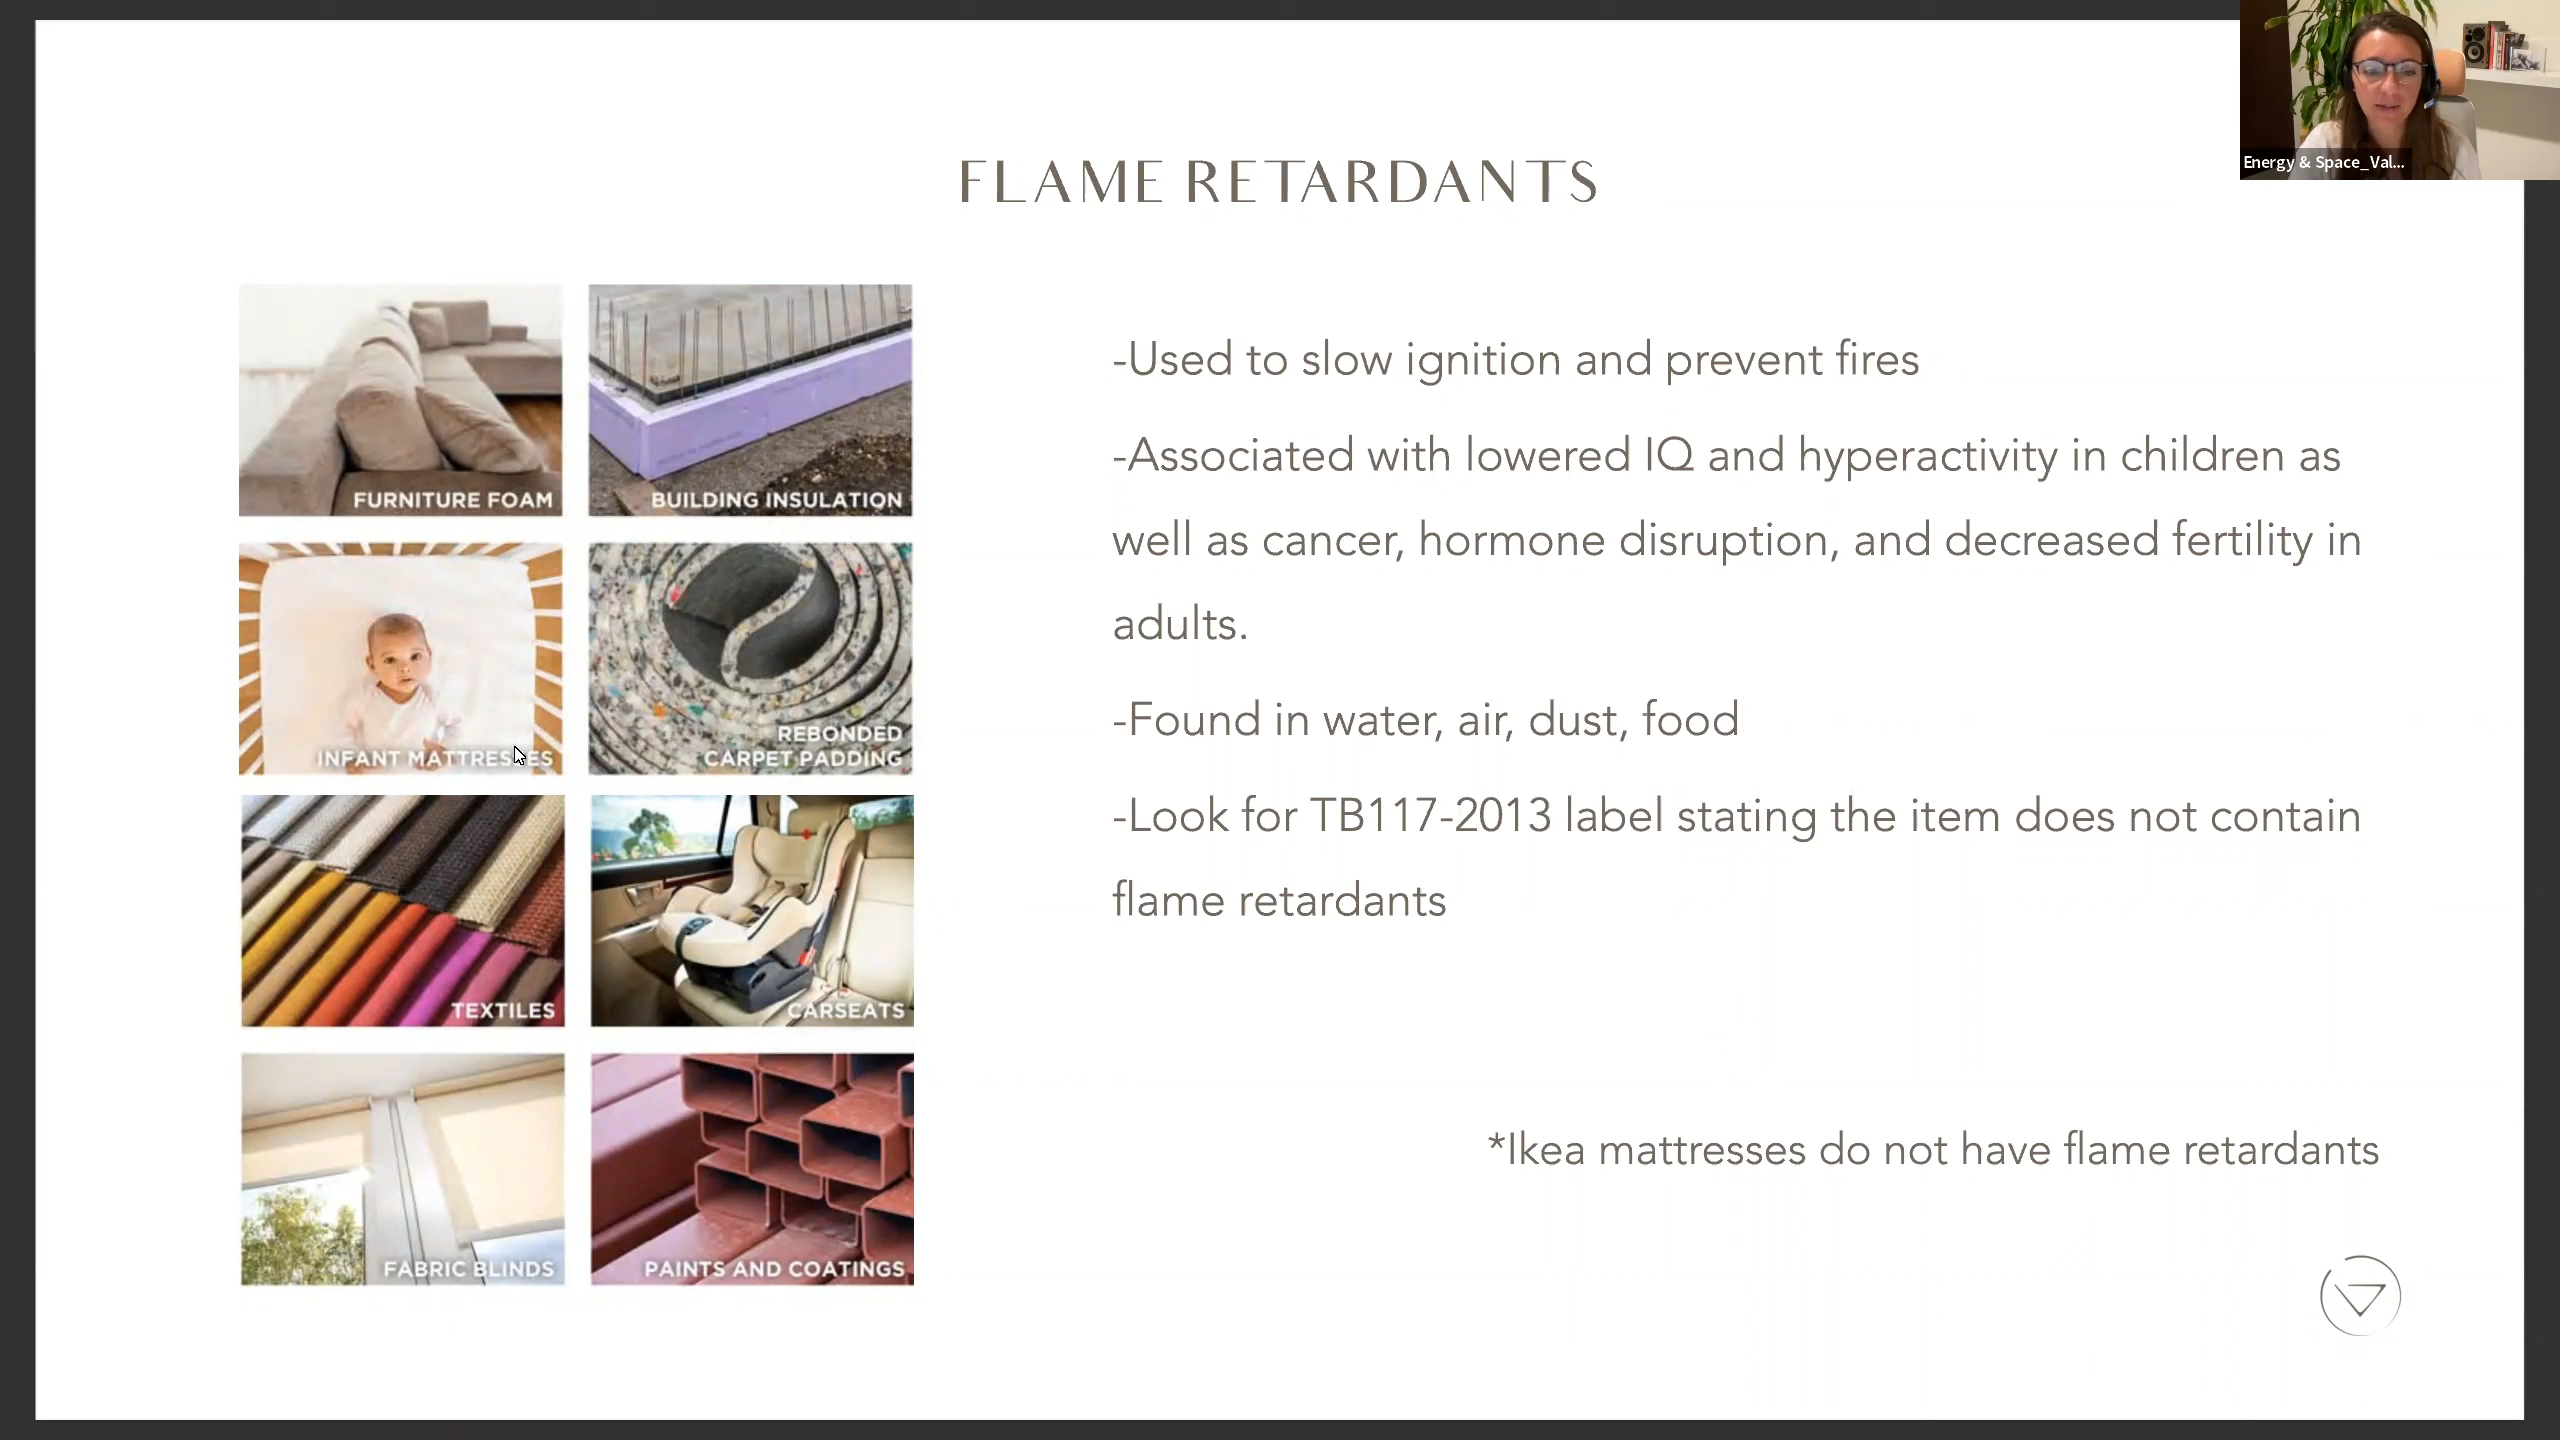 Energy & Space_Val...
FLAME RETARDANTS
FURNITURE FOAM
BUILDING INSULATION
INFANT MATTRESSES
REBONDED
CARPET PADDING
TEXTILES
CARSEATS
FABRIC BLINDS
PAINTS AND COATINGS
-Used to slow ignition and prevent fires
-Associated with lowered IQ and hyperactivity in children as
well as cancer, hormone disruption, and decreased fertility in
adults.
-Found in water, air, dust, food
-Look for TB117-2013 label stating the item does not contain
flame retardants
*Ikea mattresses do not have flame retardants